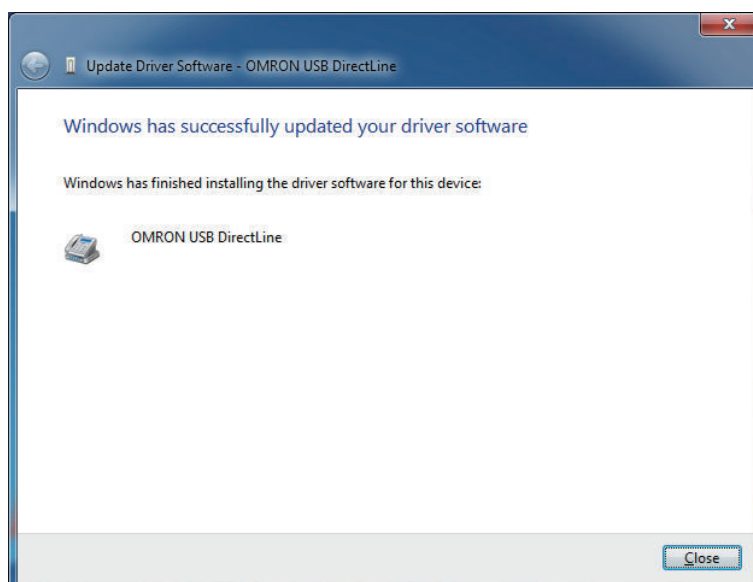 Update Driver Software - OMRON USB DirectLine
Windows has successfully updated your driver software
Windows has finished installing the driver software for this device:
OMRON USB DirectLine
Close